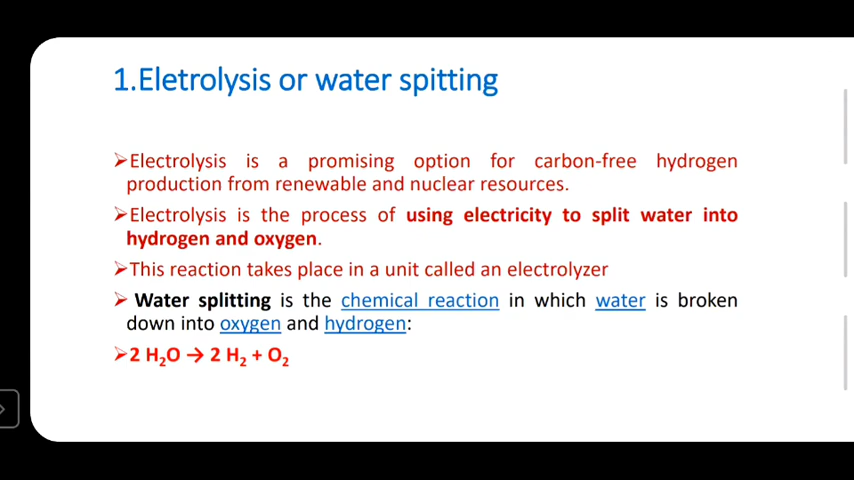 1.Eletrolysis or water spitting
➢Electrolysis is a promising option for carbon-free hydrogen
production from renewable and nuclear resources.
➢Electrolysis is the process of using electricity to split water into
hydrogen and oxygen.
➢This reaction takes place in a unit called an electrolyzer
➢ Water splitting is the chemical reaction in which water is broken
down into oxygen and hydrogen:
➢2 H₂O → 2 H₂ + O₂